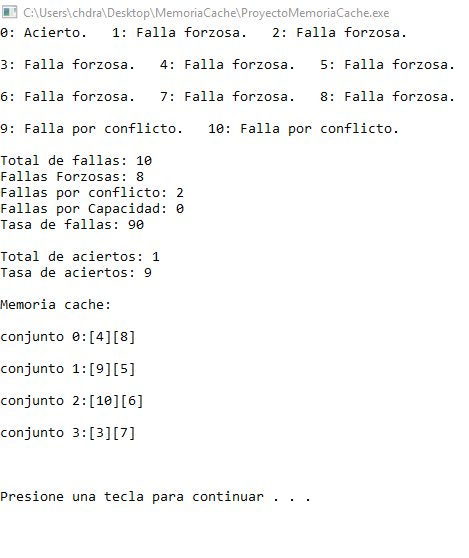 C:\Users\chdra\Desktop\MemoriaCache\ProyectoMemoriaCache.exe
0: Acierto.   1: Falla forzosa.   2: Falla forzosa.
3: Falla forzosa.   4: Falla forzosa.   5: Falla forzosa.
6: Falla forzosa.   7: Falla forzosa.   8: Falla forzosa.
9: Falla por conflicto.   10: Falla por conflicto.
Total de fallas: 10
Fallas Forzosas: 8
Fallas por conflicto: 2
Fallas por Capacidad: 0
Tasa de fallas: 90
Total de aciertos: 1
Tasa de aciertos: 9
Memoria cache:
conjunto 0:[4][8]
conjunto 1:[9][5]
conjunto 2:[10][6]
conjunto 3:[3][7]
Presione una tecla para continuar . . .